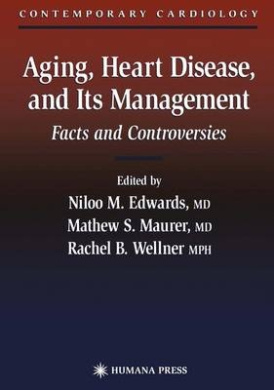 CONTEMPORARY CARDIOLOGY
Aging, Heart Disease,
and Its Management
Facts and Controversies
Edited by
Niloo M. Edwards, MD
Mathew S. Maurer, MD
Rachel B. Wellner MPH
HUMANA PRESS